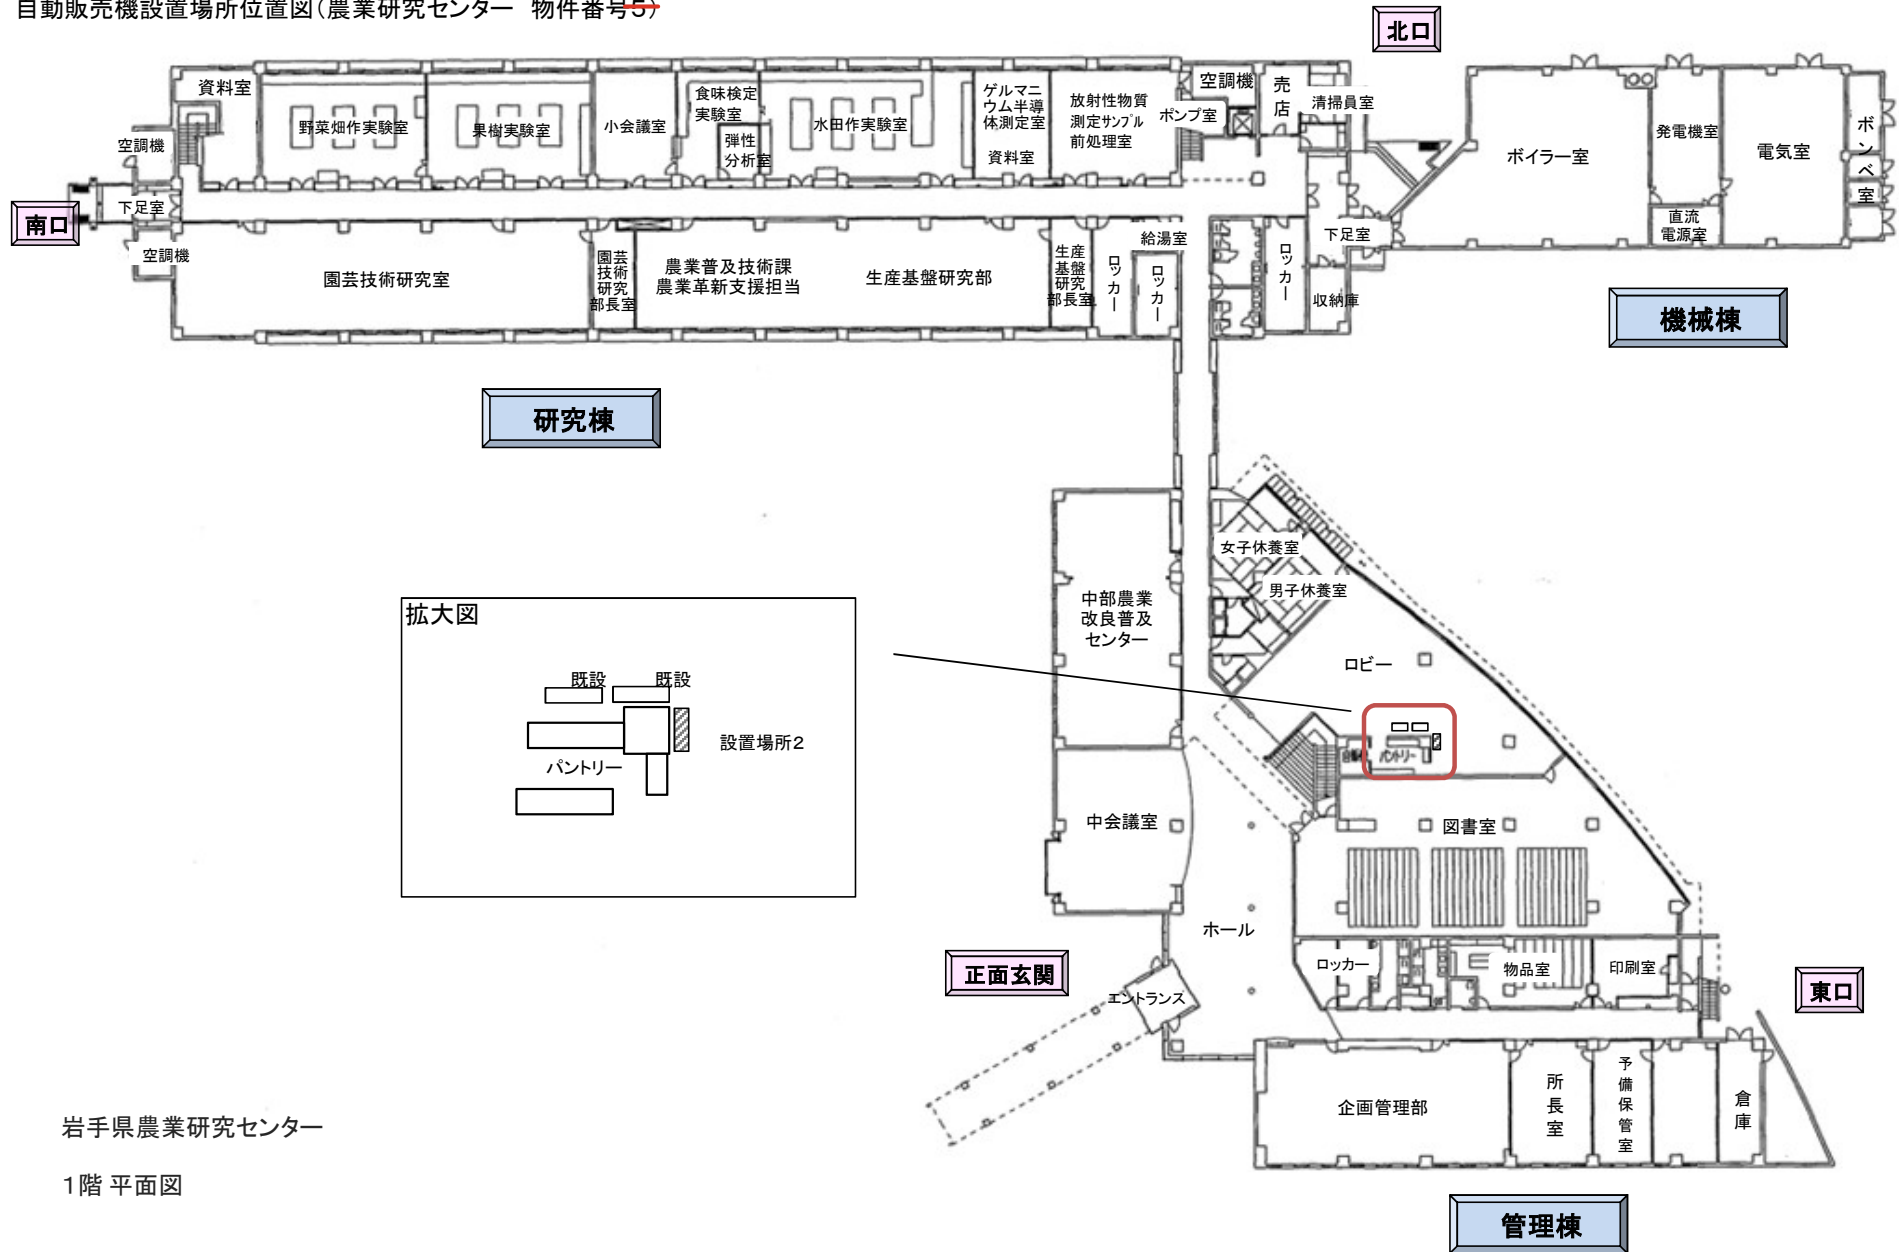 自動販売機設置場所位置図(農業研究センター 物件番号5)
北口
資料室
野菜畑作実験室
果樹実験室
小会議室
食味検定
実験室
弾性
分析室
水田作実験室
ゲルマニ
ウム半導
体測定室
資料室
放射性物質
測定サンプル
前処理室
空調機
ポンプ室
売店
清掃員室
ボイラー室
発電機室
電気室
ボンベ室
直流
電源室
空調機
下足室
南口
空調機
園芸技術研究室
園芸
技術
研究
部長室
農業普及技術課
農業革新支援担当
生産基盤研究部
生産
基盤
研究
部長室
ロッカー
給湯室
ロッカー
ロッカー
下足室
収納庫
機械棟
研究棟
女子休養室
男子休養室
中部農業
改良普及
センター
ロビー
拡大図
既設
既設
設置場所2
パントリー
パントリー
中会議室
図書室
ホール
正面玄関
エントランス
ロッカー
物品室
印刷室
東口
企画管理部
所長室
予備保管室
倉庫
岩手県農業研究センター
1階 平面図
管理棟